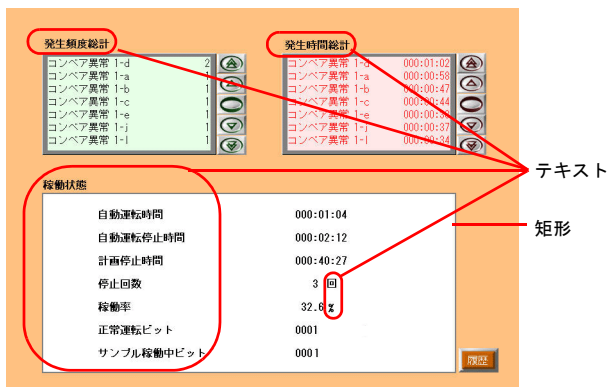 発生頻度総計 発生時間総計
コンベア異常 1-d 2 コンベア異常 1-d 000:01:02
コンベア異常 1-a 1 コンベア異常 1-a 000:00:58
コンベア異常 1-b 1 コンベア異常 1-b 000:00:47
コンベア異常 1-c 1 コンベア異常 1-c 000:00:44
コンベア異常 1-e 1 コンベア異常 1-e
コンベア異常 1-j 1 コンベア異常 1-j 000:00:37
コンベア異常 1-l 1 コンベア異常 1-l 000:00:34
テキスト
稼働状態
自動運転時間 000:01:04
矩形
自動運転停止時間 000:02:12
計画停止時間 000:40:27
停止回数 3 回
稼働率 32.6 %
正常運転ビット 0001
サンプル稼働中ビット 0001
履歴